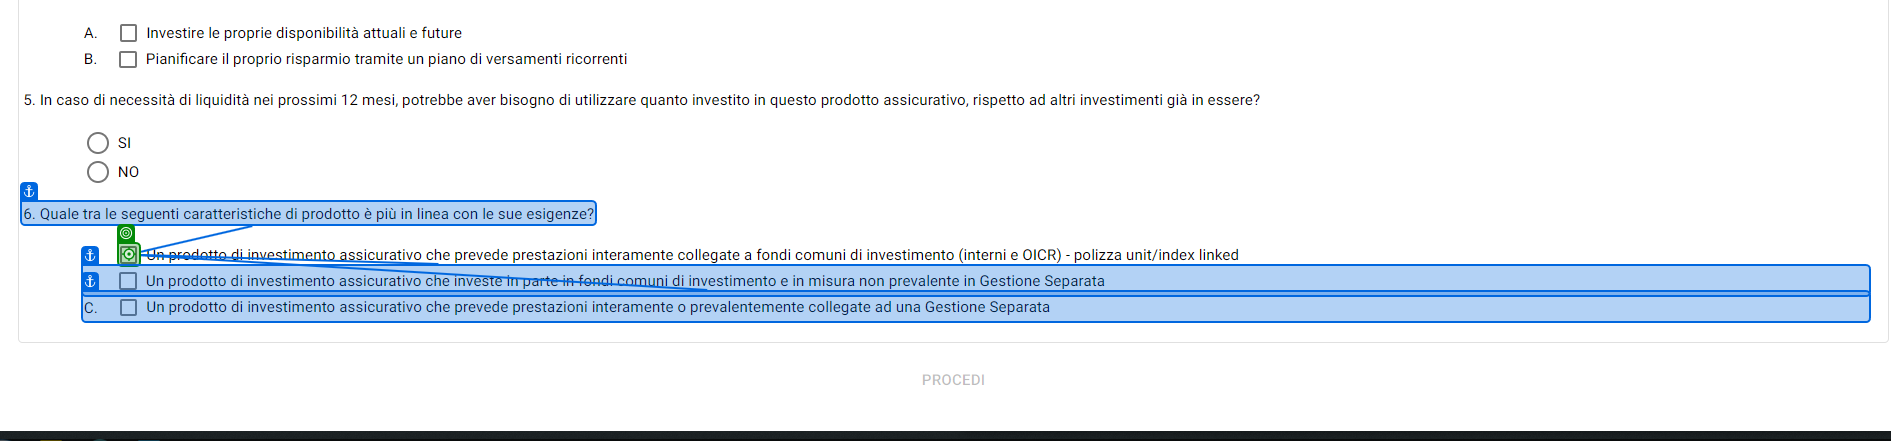 A. Investire le proprie disponibilità attuali e future
B. Pianificare il proprio risparmio tramite un piano di versamenti ricorrenti
5. In caso di necessità di liquidità nei prossimi 12 mesi, potrebbe aver bisogno di utilizzare quanto investito in questo prodotto assicurativo, rispetto ad altri investimenti già in essere?
SI
NO
6. Quale tra le seguenti caratteristiche di prodotto è più in linea con le sue esigenze?
Un prodotto di investimento assicurativo che prevede prestazioni interamente collegate a fondi comuni di investimento (interni e OICR) - polizza unit/index linked
Un prodotto di investimento assicurativo che investe in parte in fondi comuni di investimento e in misura non prevalente in Gestione Separata
C. Un prodotto di investimento assicurativo che prevede prestazioni interamente o prevalentemente collegate ad una Gestione Separata
PROCEDI